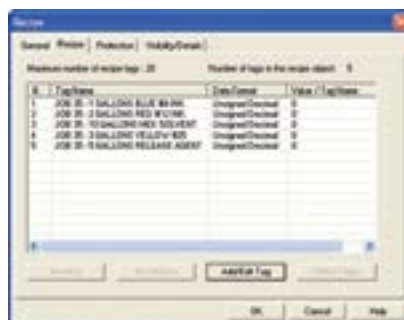 Recipe
General Recipe Protection Visibility/Details
Maximum number of recipe tags : 20 Number of tags in the recipe object: 5
# Tag Name Data Format Value / Tag Name
1 JOB 35 - 1 GALLONS BLUE Unsigned Decimal 0
2 JOB 35 - 2 GALLONS RED Unsigned Decimal 0
3 JOB 35 - 10 GALLONS HEX SOLVENT Unsigned Decimal 0
4 JOB 35 - 3 GALLONS YELLOW Unsigned Decimal 0
5 JOB 35 - 5 GALLONS RELEASE AGENT Unsigned Decimal 0
Add/Edit Tag
OK Cancel Help